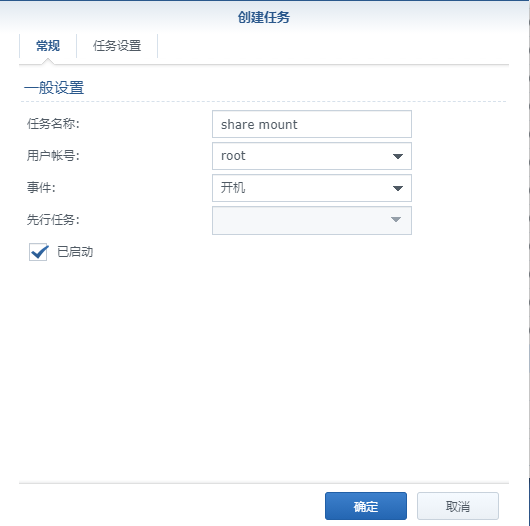 创建任务
常规 任务设置
一般设置
任务名称: share mount
用户帐号: root
事件: 开机
先行任务:
已启动
确定 取消